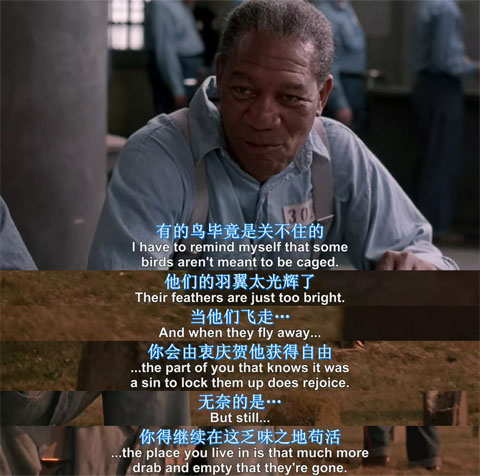 30
有的鸟毕竟是关不住的
I have to remind myself that some
birds aren't meant to be caged.
他们的羽翼太光辉了
Their feathers are just too bright.
当他们飞走…
And when they fly away...
你会由衷庆贺他获得自由
...the part of you that knows it was
a sin to lock them up does rejoice.
无奈的是…
But still...
你得继续在这乏味之地苟活
...the place you live in is that much more
drab and empty that they're gone.